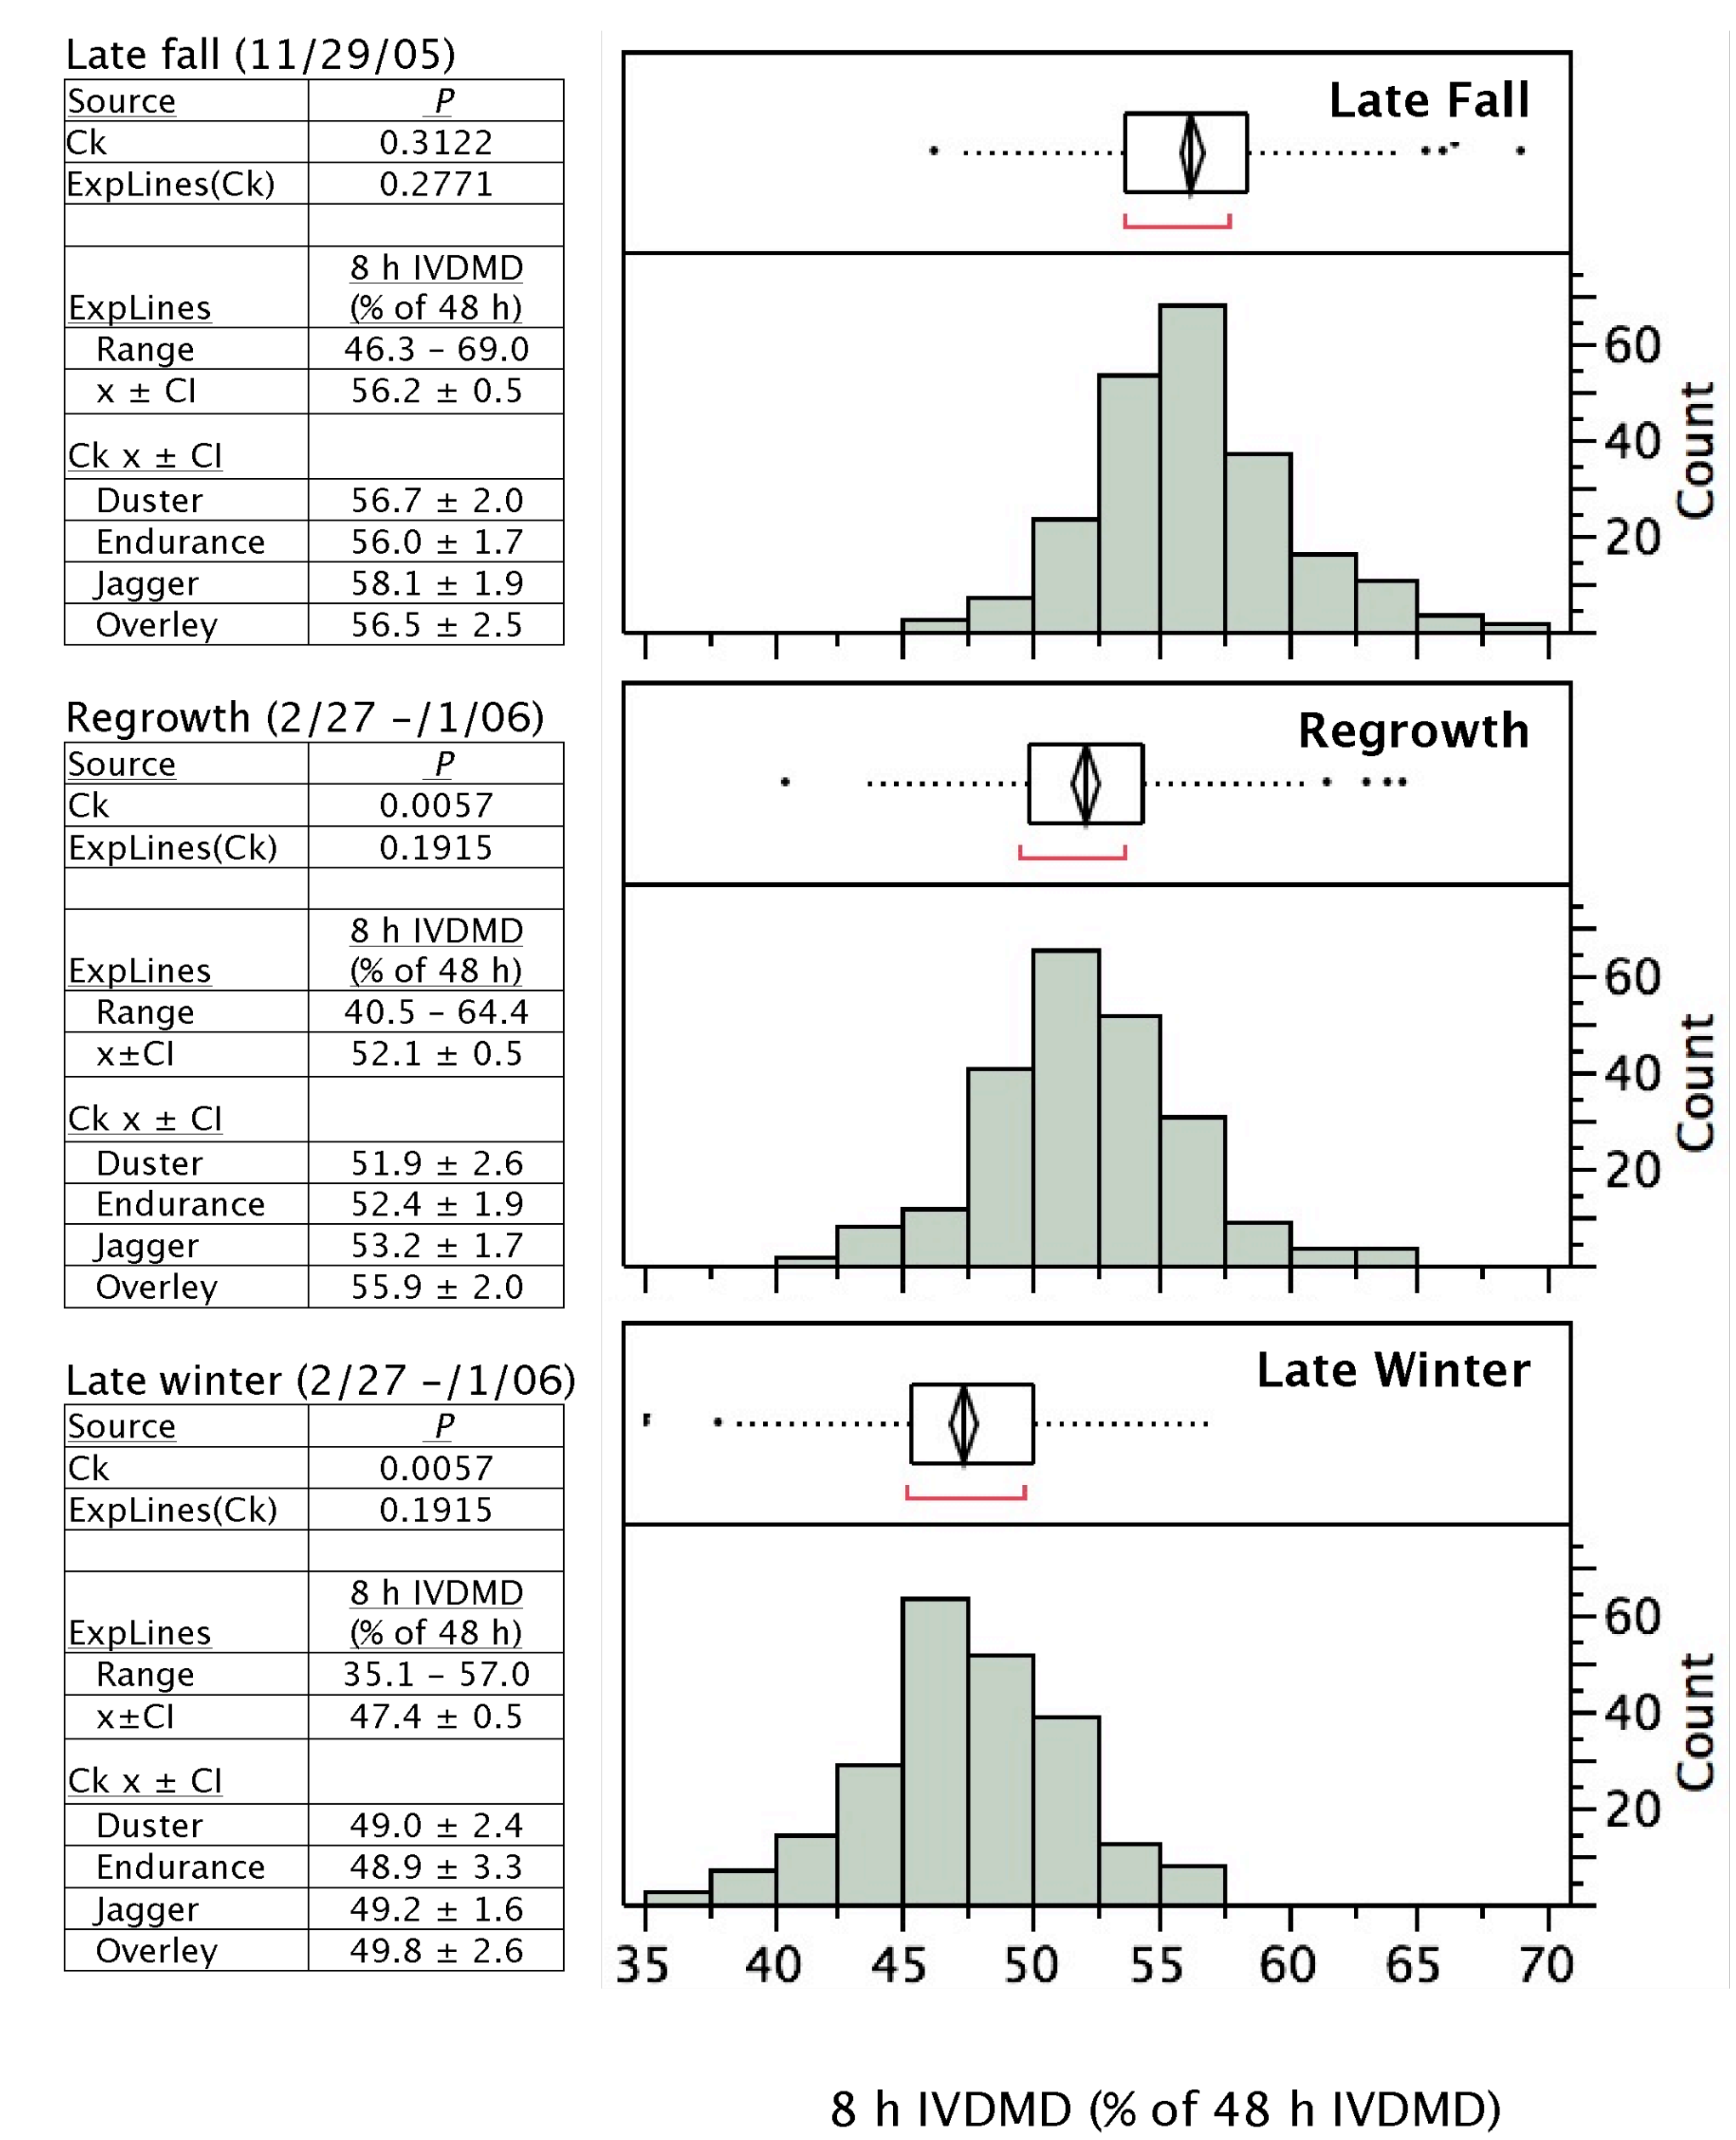 Late fall (11/29/05)
Source P
Ck 0.3122
ExpLines(Ck) 0.2771
8 h IVDMD
ExpLines (% of 48 h)
Range 46.3 – 69.0
x ± CI 56.2 ± 0.5
Ck x ± CI
Duster 56.7 ± 2.0
Endurance 56.0 ± 1.7
Jagger 58.1 ± 1.9
Overley 56.5 ± 2.5
Late Fall
60
40
20
Count
Regrowth (2/27 –/1/06)
Source P
Ck 0.0057
ExpLines(Ck) 0.1915
8 h IVDMD
ExpLines (% of 48 h)
Range 40.5 – 64.4
x±CI 52.1 ± 0.5
Ck x ± CI
Duster 51.9 ± 2.6
Endurance 52.4 ± 1.9
Jagger 53.2 ± 1.7
Overley 55.9 ± 2.0
Regrowth
60
40
20
Count
Late winter (2/27 –/1/06)
Source P
Ck 0.0057
ExpLines(Ck) 0.1915
8 h IVDMD
ExpLines (% of 48 h)
Range 35.1 – 57.0
x±CI 47.4 ± 0.5
Ck x ± CI
Duster 49.0 ± 2.4
Endurance 48.9 ± 3.3
Jagger 49.2 ± 1.6
Overley 49.8 ± 2.6
Late Winter
60
40
20
Count
35 40 45 50 55 60 65 70
8 h IVDMD (% of 48 h IVDMD)